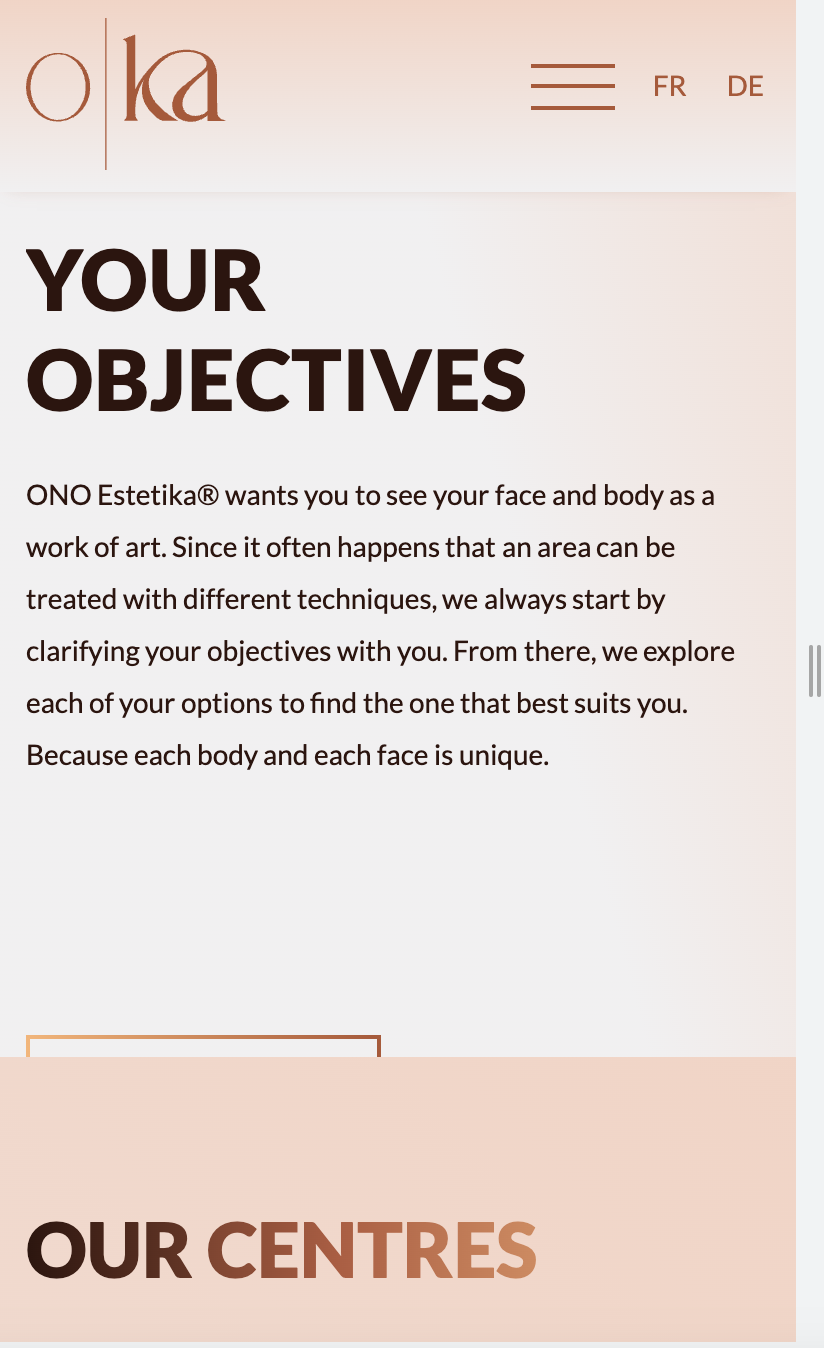 o|ka
FR DE
YOUR
OBJECTIVES
ONO Estetika® wants you to see your face and body as a
work of art. Since it often happens that an area can be
treated with different techniques, we always start by
clarifying your objectives with you. From there, we explore
each of your options to find the one that best suits you.
Because each body and each face is unique.
OUR CENTRES